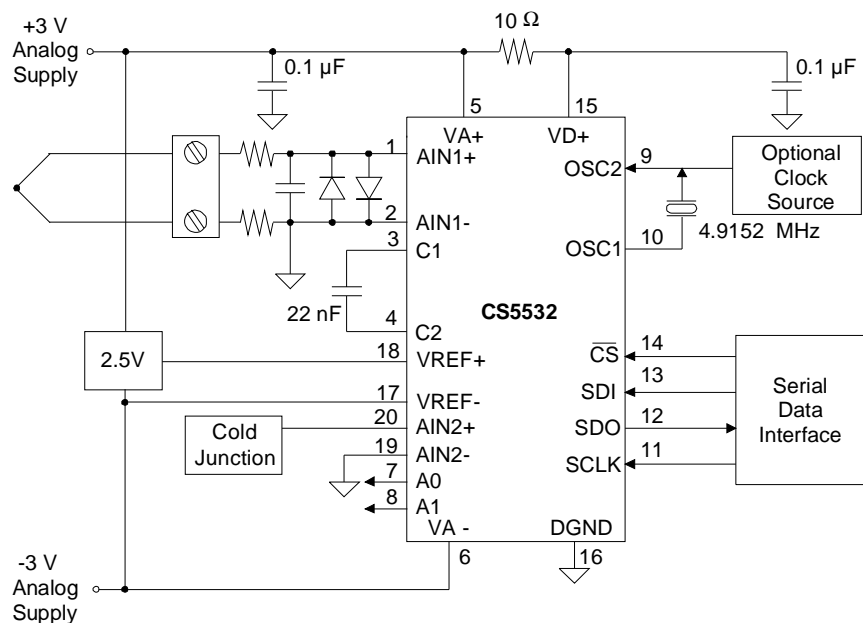 +3 V
Analog
Supply
10 Ω
0.1 µF
0.1 µF
5
15
VA+
VD+
1
AIN1+
2
AIN1-
3
C1
22 nF
4
C2
CS5532
9
OSC2
Optional
Clock
Source
4.9152 MHz
10
OSC1
2.5V
18
VREF+
17
VREF-
20
AIN2+
Cold
Junction
19
AIN2-
7
A0
8
A1
14
CS
13
SDI
12
SDO
11
SCLK
Serial
Data
Interface
VA -
DGND
6
16
-3 V
Analog
Supply